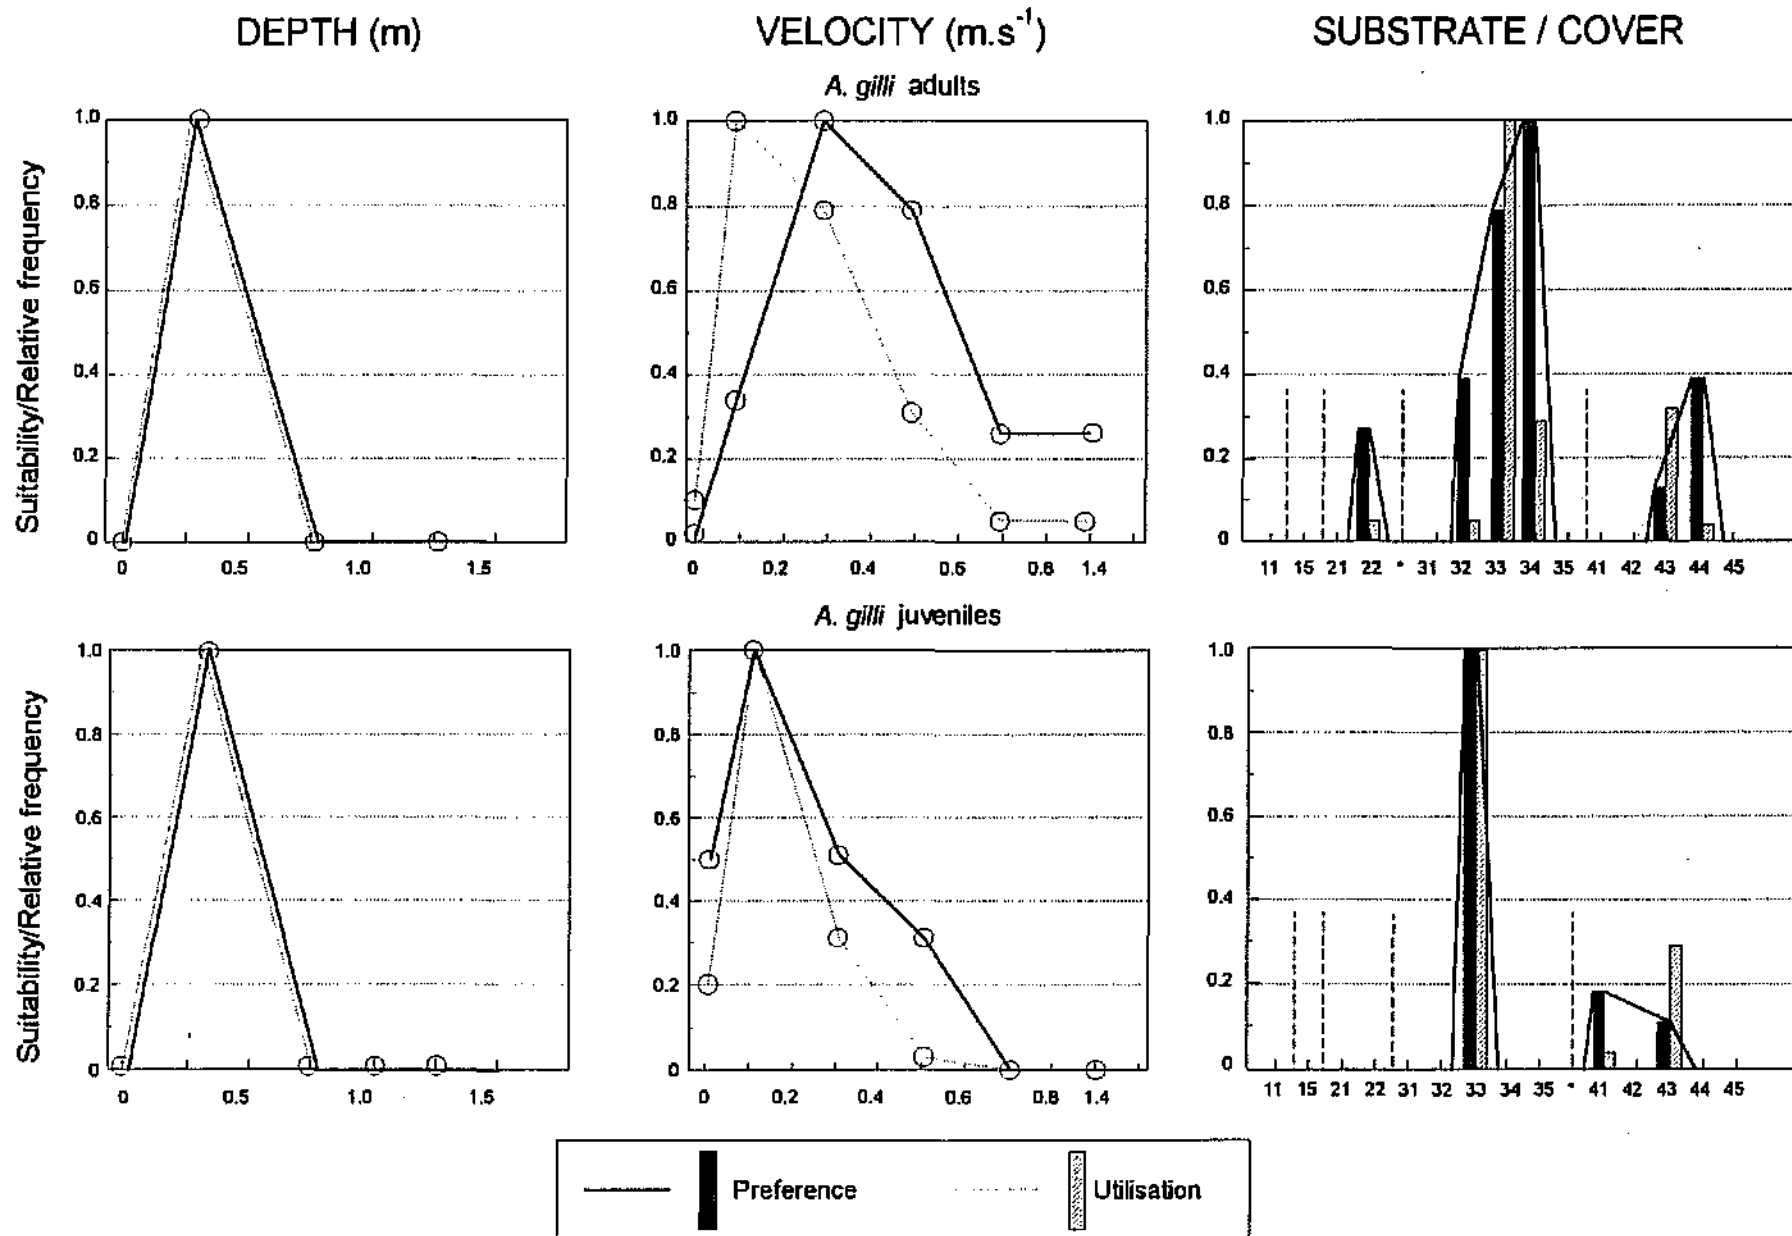 DEPTH (m) VELOCITY (m.s⁻¹) SUBSTRATE / COVER
A. gilli adults
Suitability/Relative frequency
1.0 1.0 1.0
0.8 0.8 0.8
0.6 0.6 0.6
0.4 0.4 0.4
0.2 0.2 0.2
0 0 0
0 0.5 1.0 1.5 0 0.2 0.4 0.6 0.8 1.4 11 15 21 22 * 31 32 33 34 35 41 42 43 44 45
A. gilli juveniles
Suitability/Relative frequency
1.0 1.0 1.0
0.8 0.8 0.8
0.6 0.6 0.6
0.4 0.4 0.4
0.2 0.2 0.2
0 0 0
0 0.5 1.0 1.5 0 0.2 0.4 0.6 0.8 1.4 11 15 21 22 31 32 33 34 35 * 41 42 43 44 45
Preference Utilisation